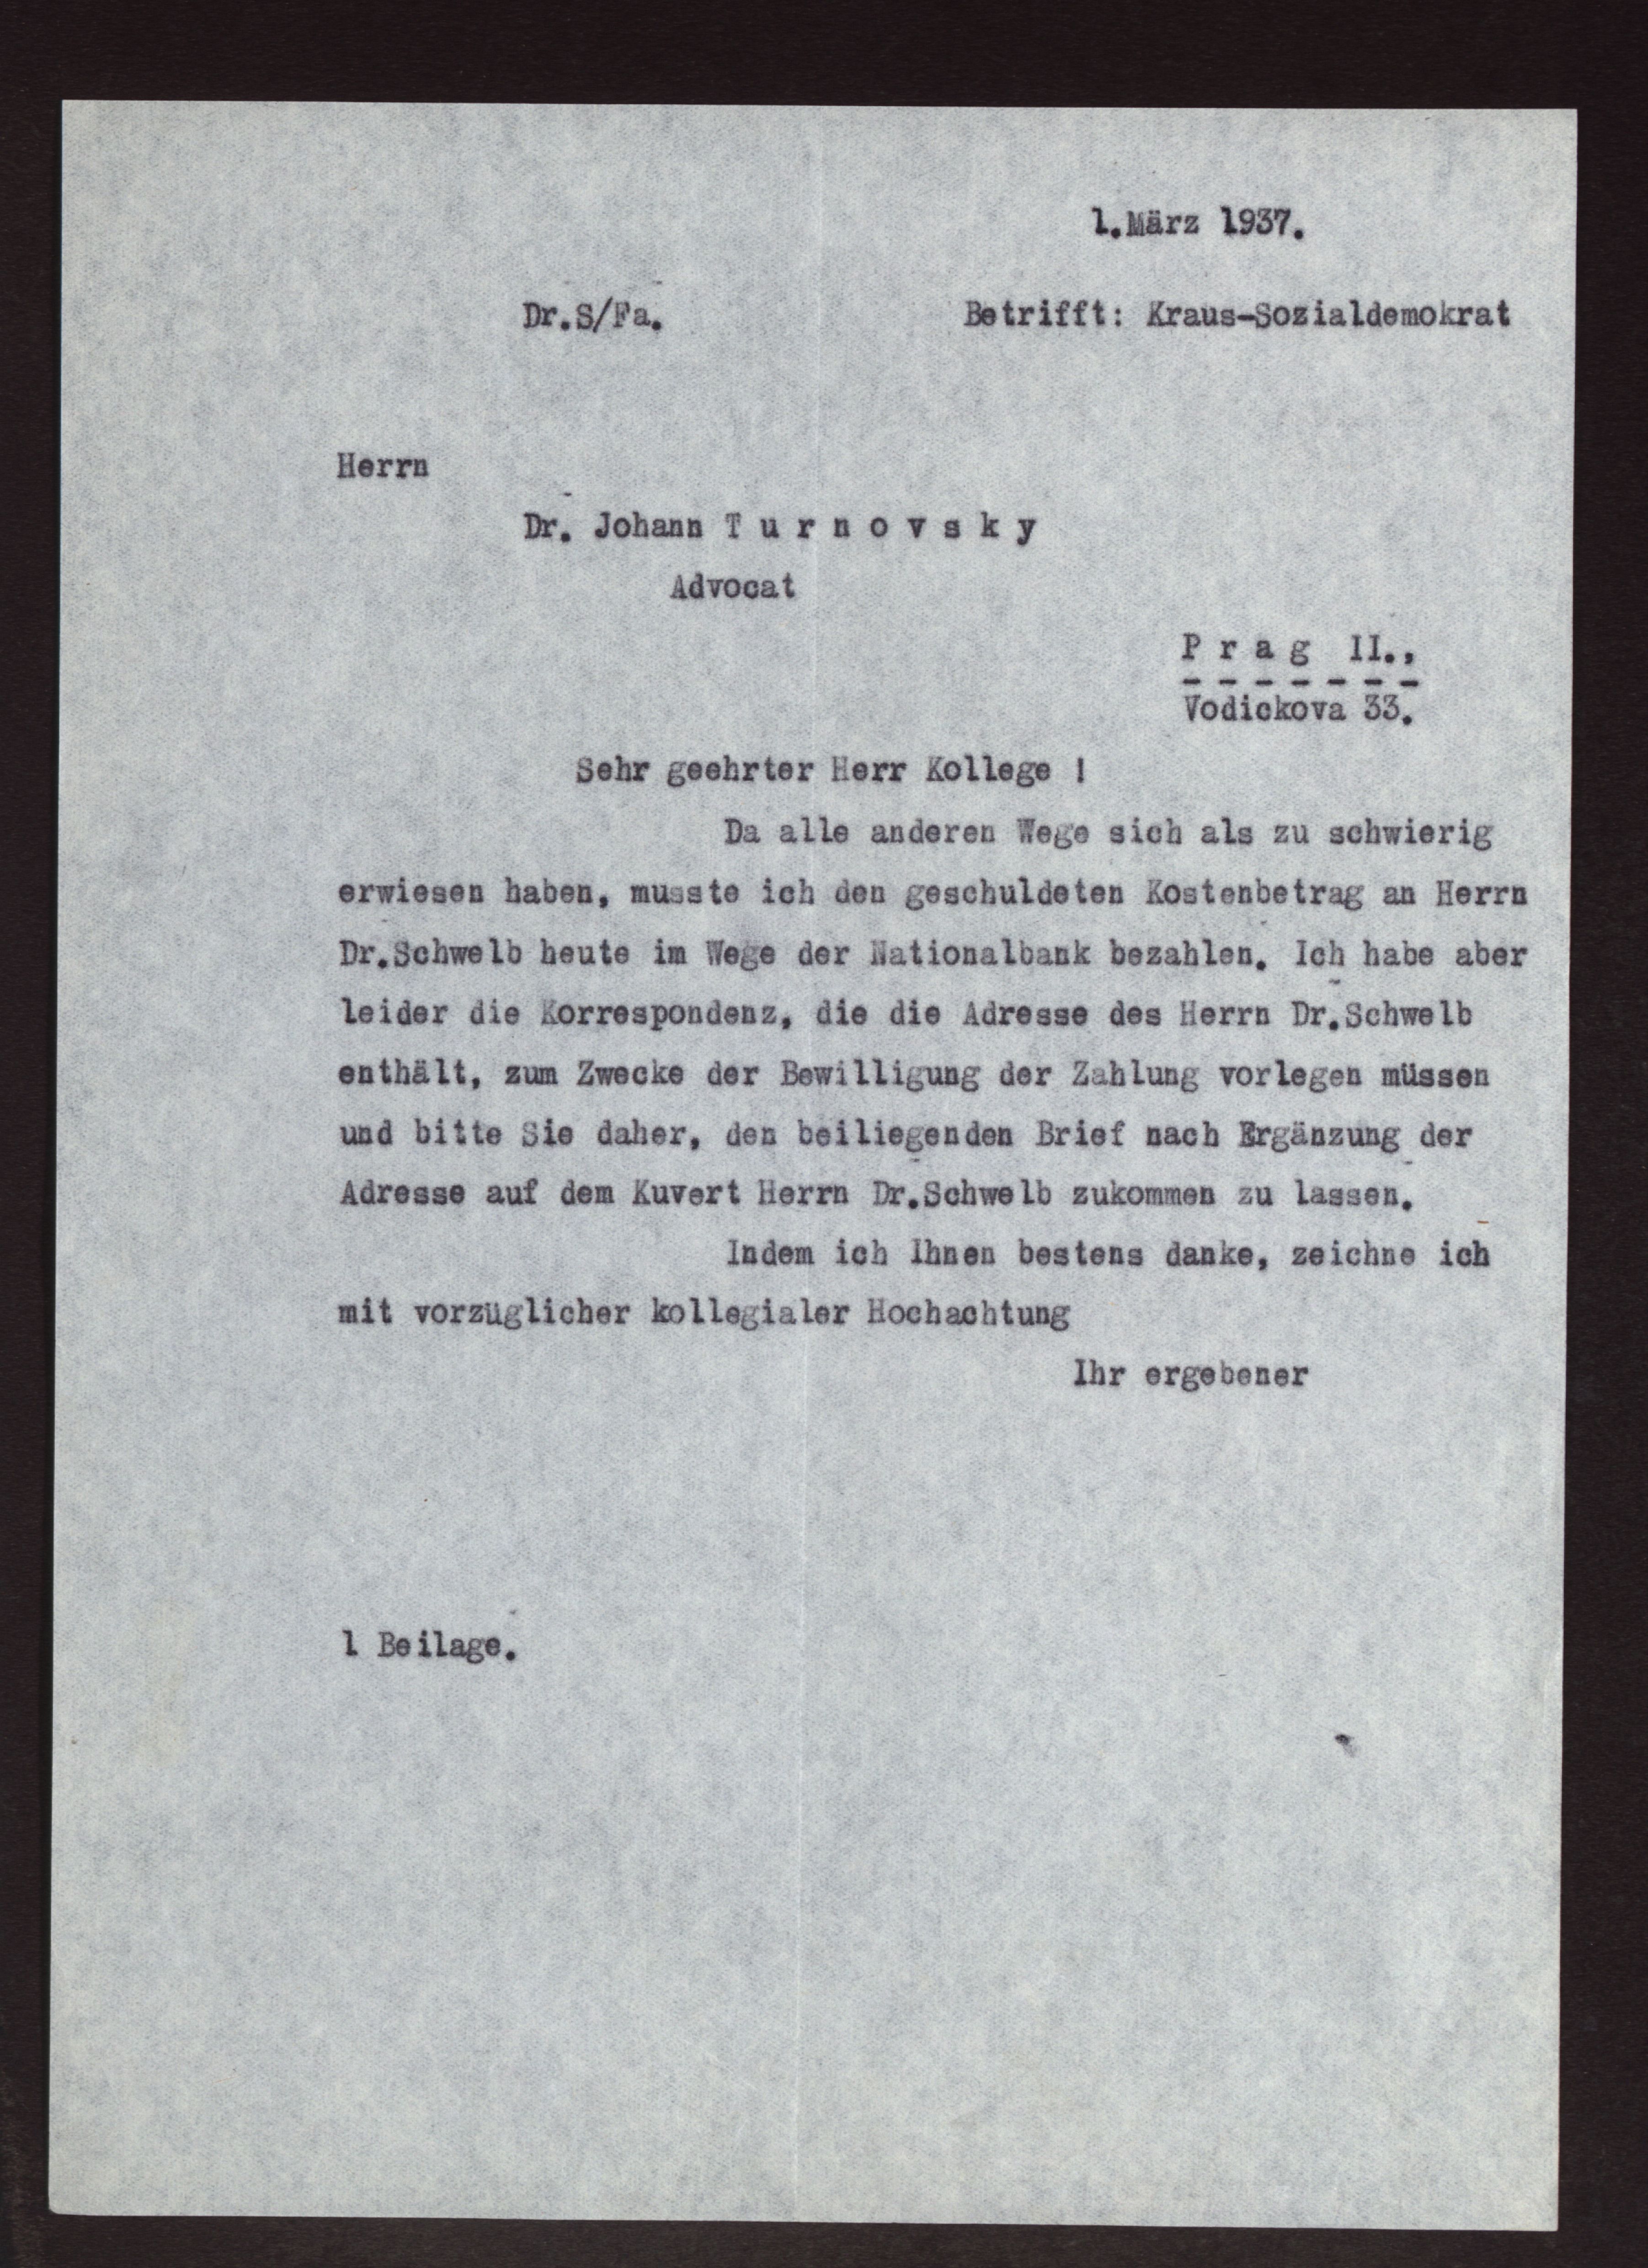 1.März 1937.
Dr.S/Fa. Betrifft: Kraus-Sozialdemokrat
Herrn
Dr. Johann T u r n o v s k y
Advocat
P r a g II.,
- - - - - - -
Vodickova 33.
Sehr geehrter Herr Kollege !
Da alle anderen Wege sich als zu schwierig
erwiesen haben, musste ich den geschuldeten Kostenbetrag an Herrn
Dr.Schwelb heute im Wege der Nationalbank bezahlen. Ich habe aber
leider die Korrespondenz, die die Adresse des Herrn Dr.Schwelb
enthält, zum Zwecke der Bewilligung der Zahlung vorlegen müssen
und bitte Sie daher, den beiliegenden Brief nach Ergänzung der
Adresse auf dem Kuvert Herrn Dr.Schwelb zukommen zu lassen.
Indem ich Ihnen bestens danke, zeichne ich
mit vorzüglicher kollegialer Hochachtung
Ihr ergebener
1 Beilage.